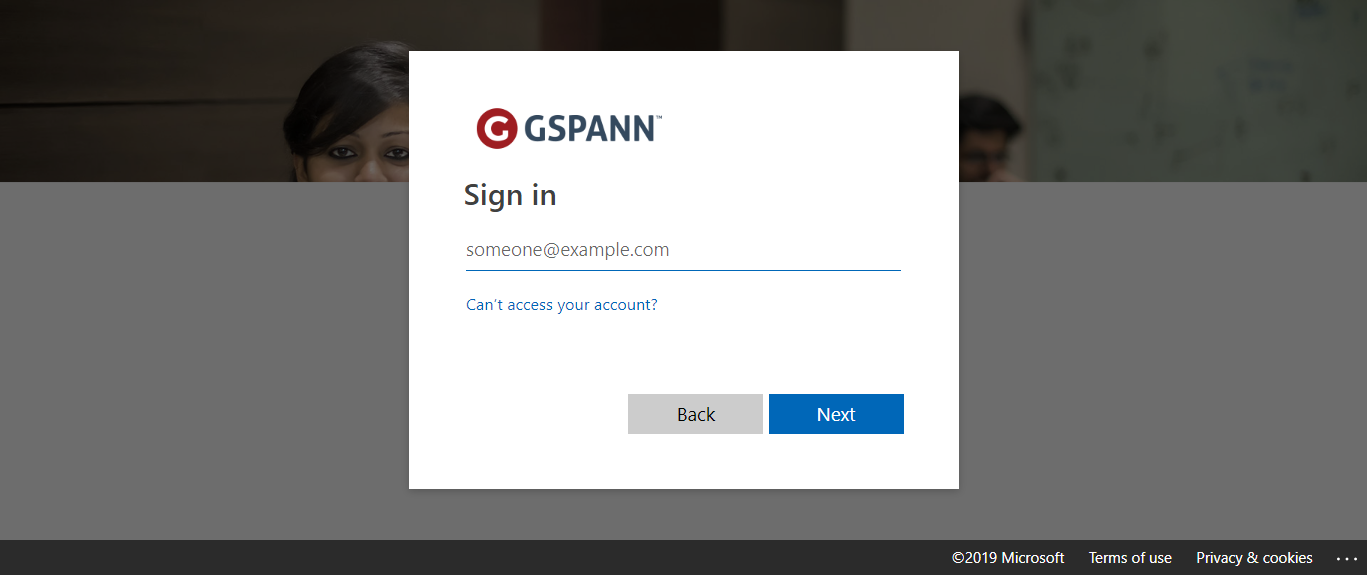 G GSPANN™
Sign in
someone@example.com
Can't access your account?
Back Next
©2019 Microsoft Terms of use Privacy & cookies ...